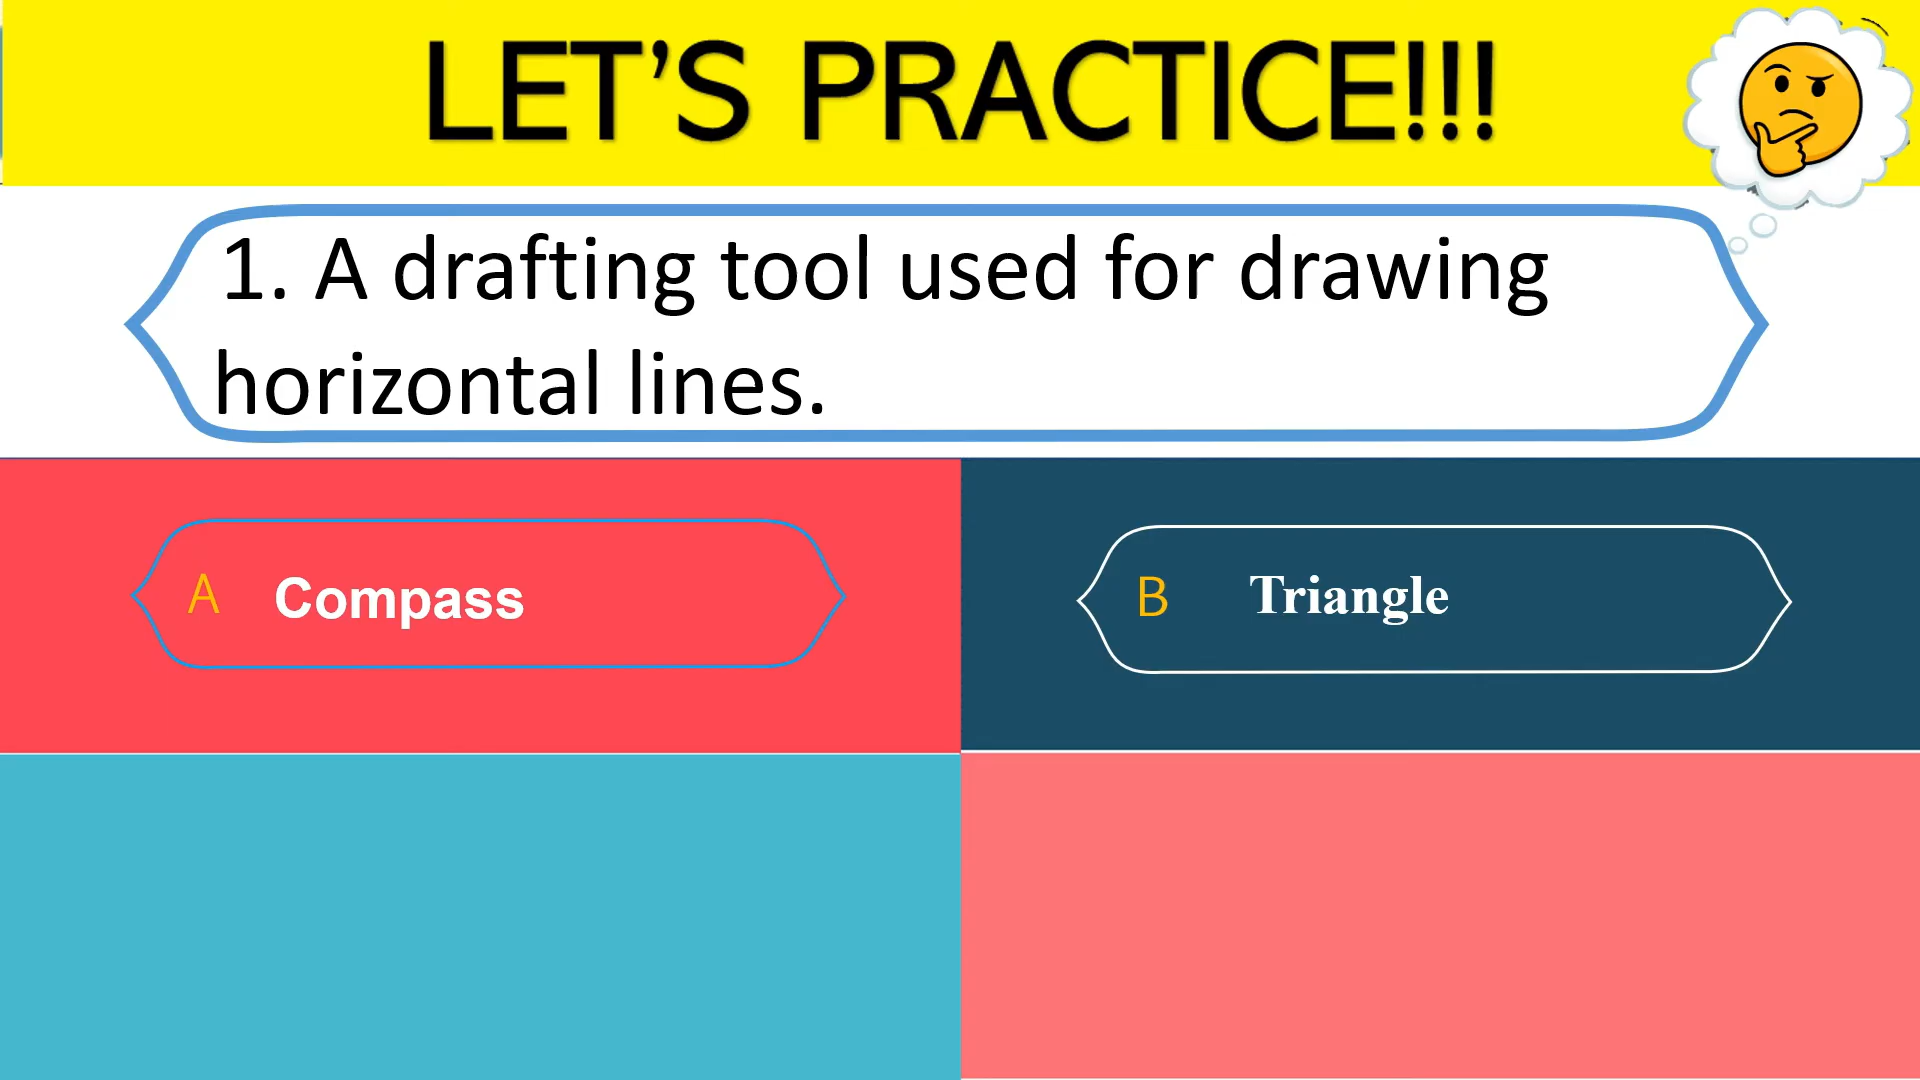 LET’S PRACTICE!!!
1. A drafting tool used for drawing
horizontal lines.
A Compass
B Triangle